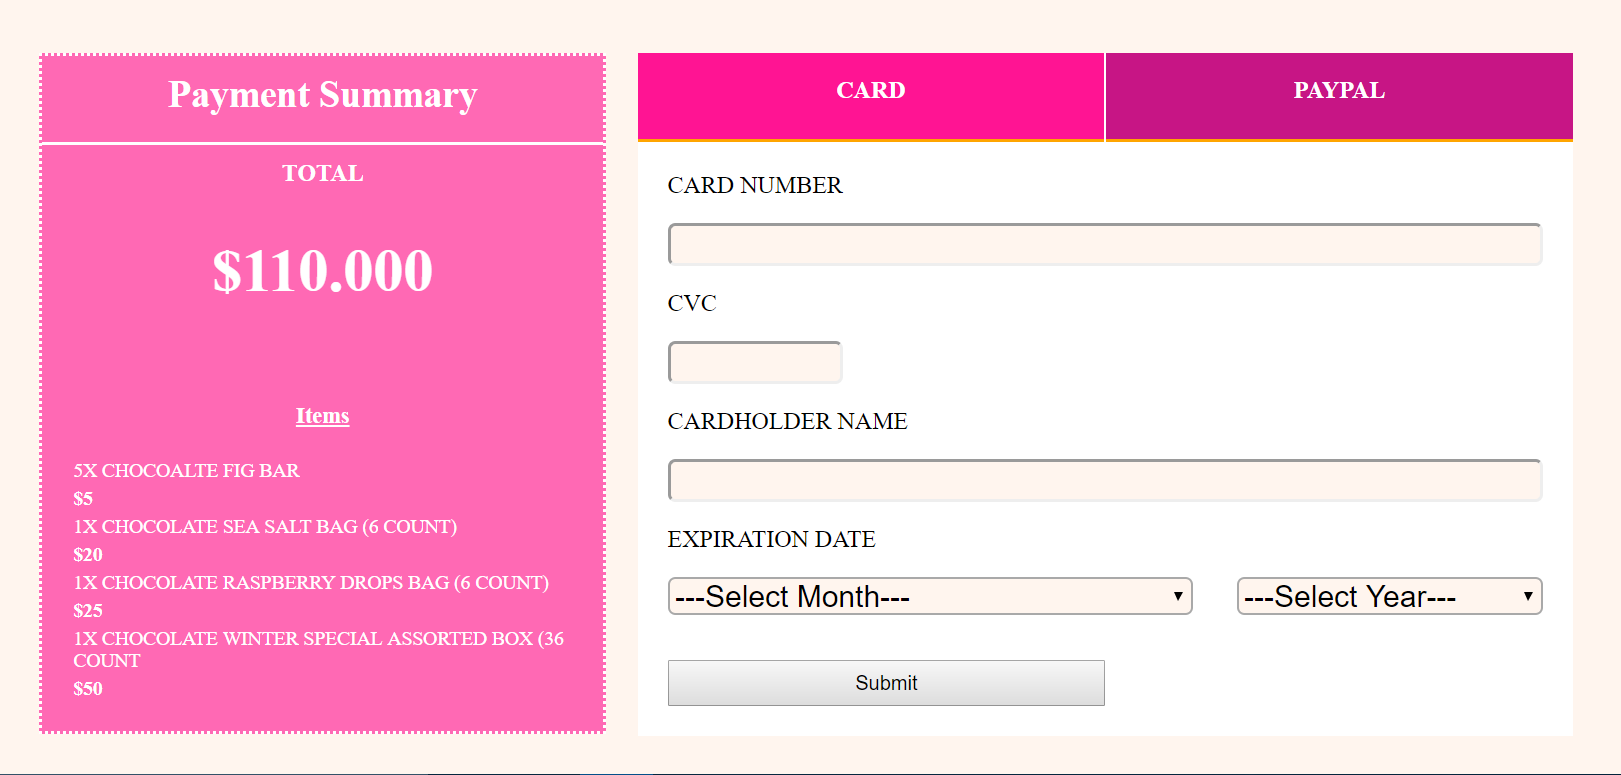 Payment Summary
TOTAL
$110.000
Items
5X CHOCOALTE FIG BAR
$5
1X CHOCOLATE SEA SALT BAG (6 COUNT)
$20
1X CHOCOLATE RASPBERRY DROPS BAG (6 COUNT)
$25
1X CHOCOLATE WINTER SPECIAL ASSORTED BOX (36
COUNT
$50
CARD
PAYPAL
CARD NUMBER
CVC
CARDHOLDER NAME
EXPIRATION DATE
---Select Month---
---Select Year---
Submit